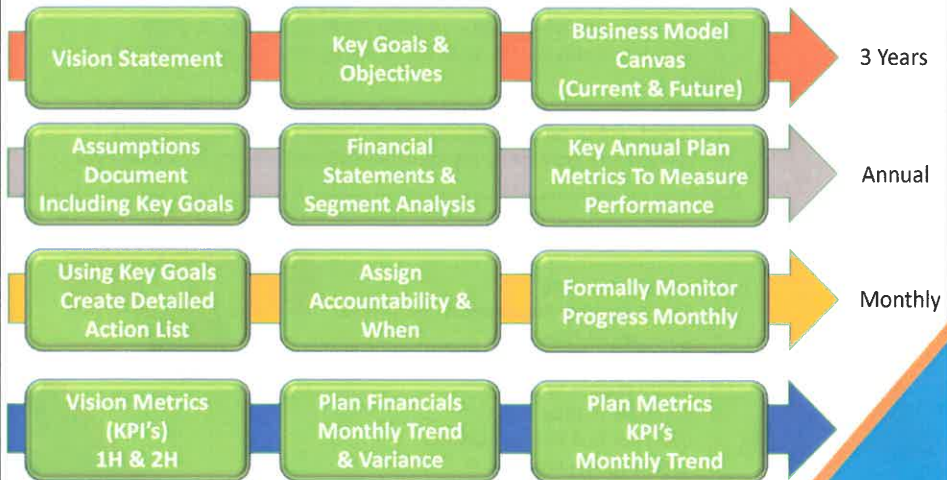 Vision Statement
Key Goals &
Objectives
Business Model
Canvas
(Current & Future)
3 Years
Assumptions
Document
Including Key Goals
Financial
Statements &
Segment Analysis
Key Annual Plan
Metrics To Measure
Performance
Annual
Using Key Goals
Create Detailed
Action List
Assign
Accountability &
When
Formally Monitor
Progress Monthly
Monthly
Vision Metrics
(KPI's)
1H & 2H
Plan Financials
Monthly Trend
& Variance
Plan Metrics
KPI's
Monthly Trend